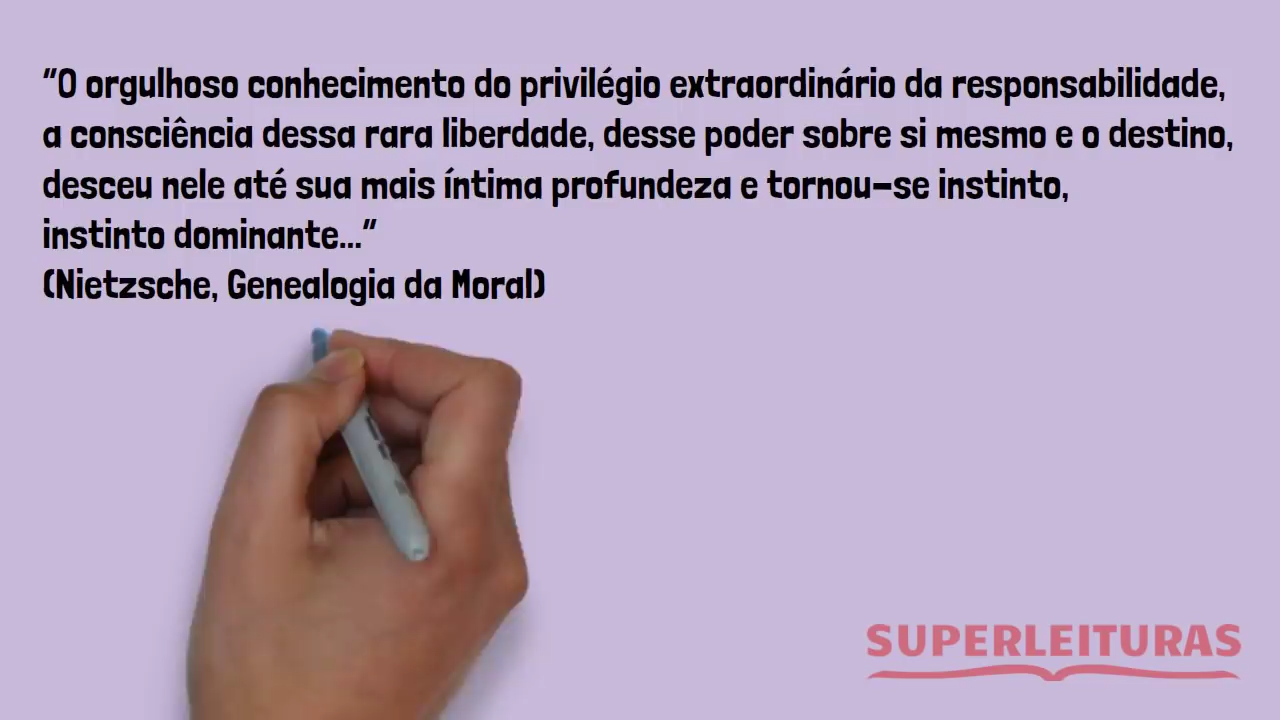 "O orgulhoso conhecimento do privilégio extraordinário da responsabilidade,
a consciência dessa rara liberdade, desse poder sobre si mesmo e o destino,
desceu nele até sua mais íntima profundeza e tornou-se instinto,
instinto dominante..."
(Nietzsche, Genealogia da Moral)
SUPERLEITURAS